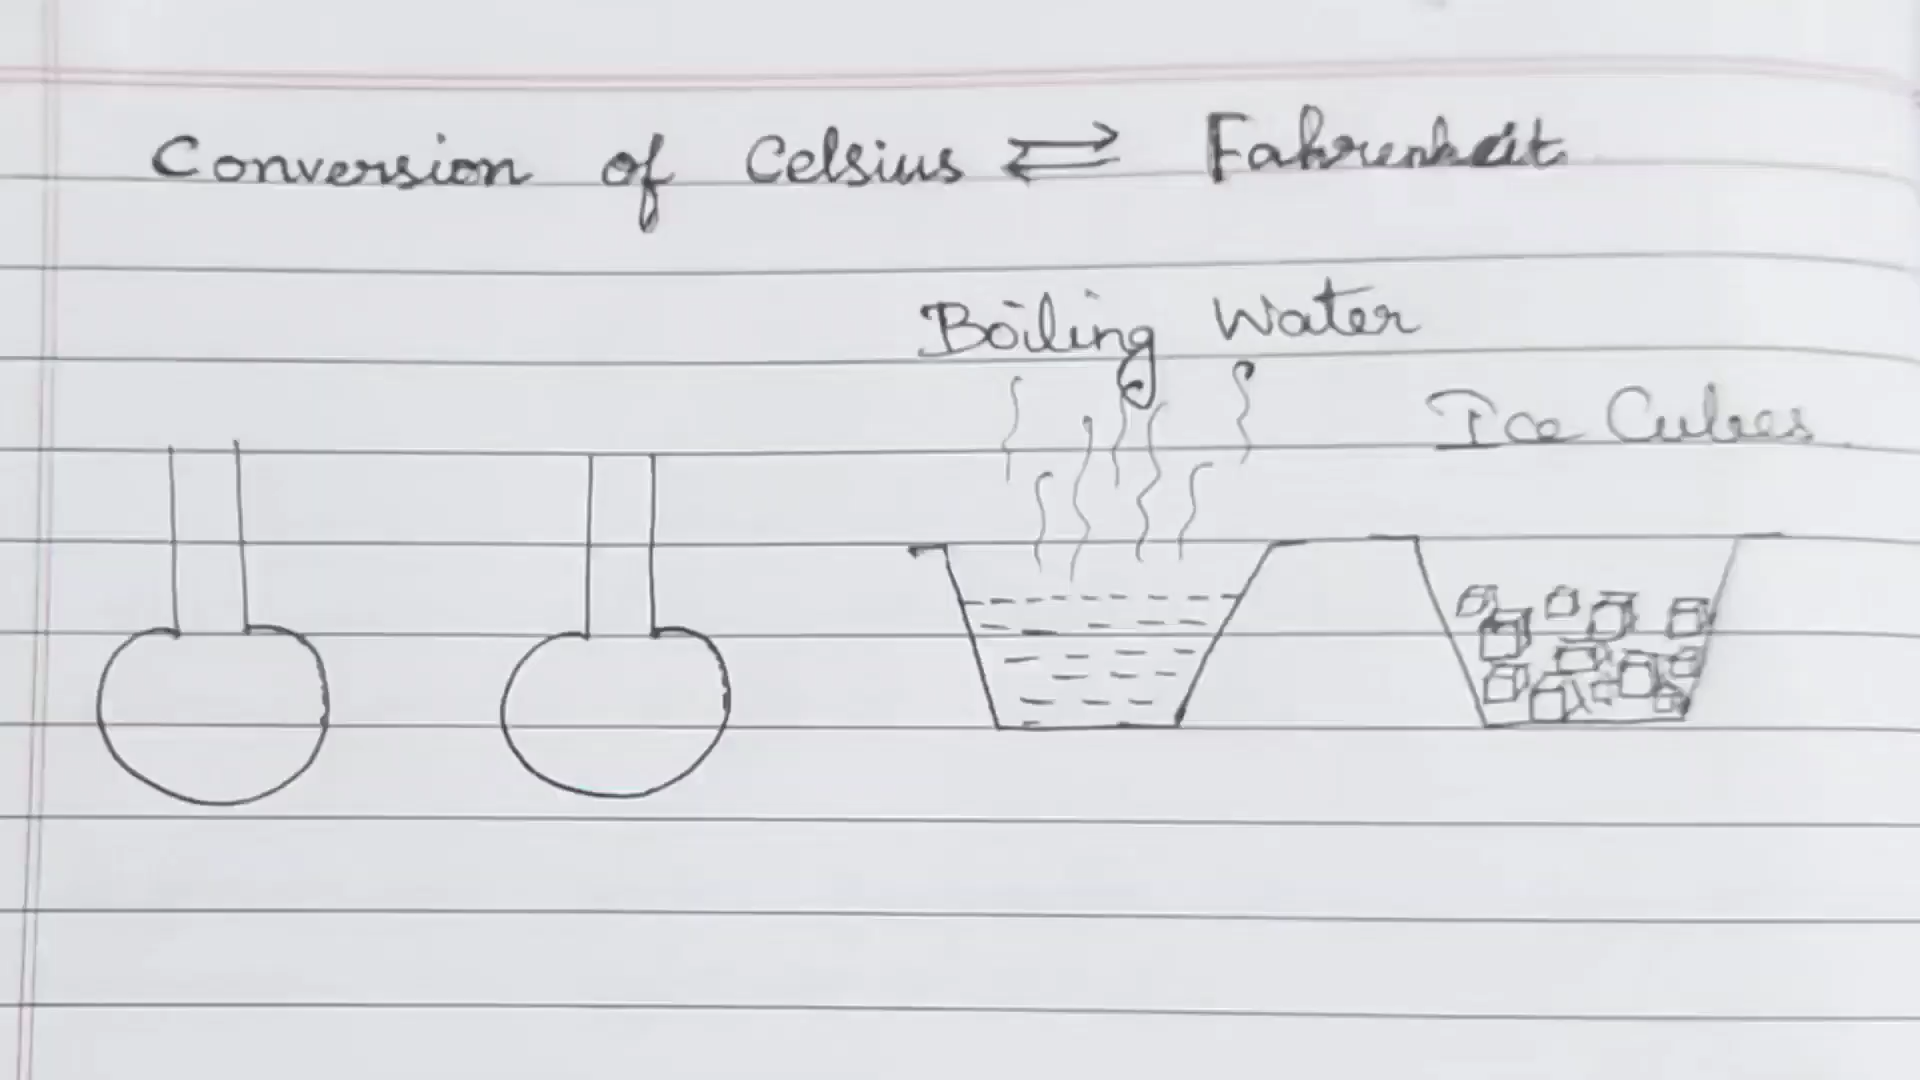 Conversion of Celsius ⇄ Fahrenheit
Boiling Water
Ice Cubes